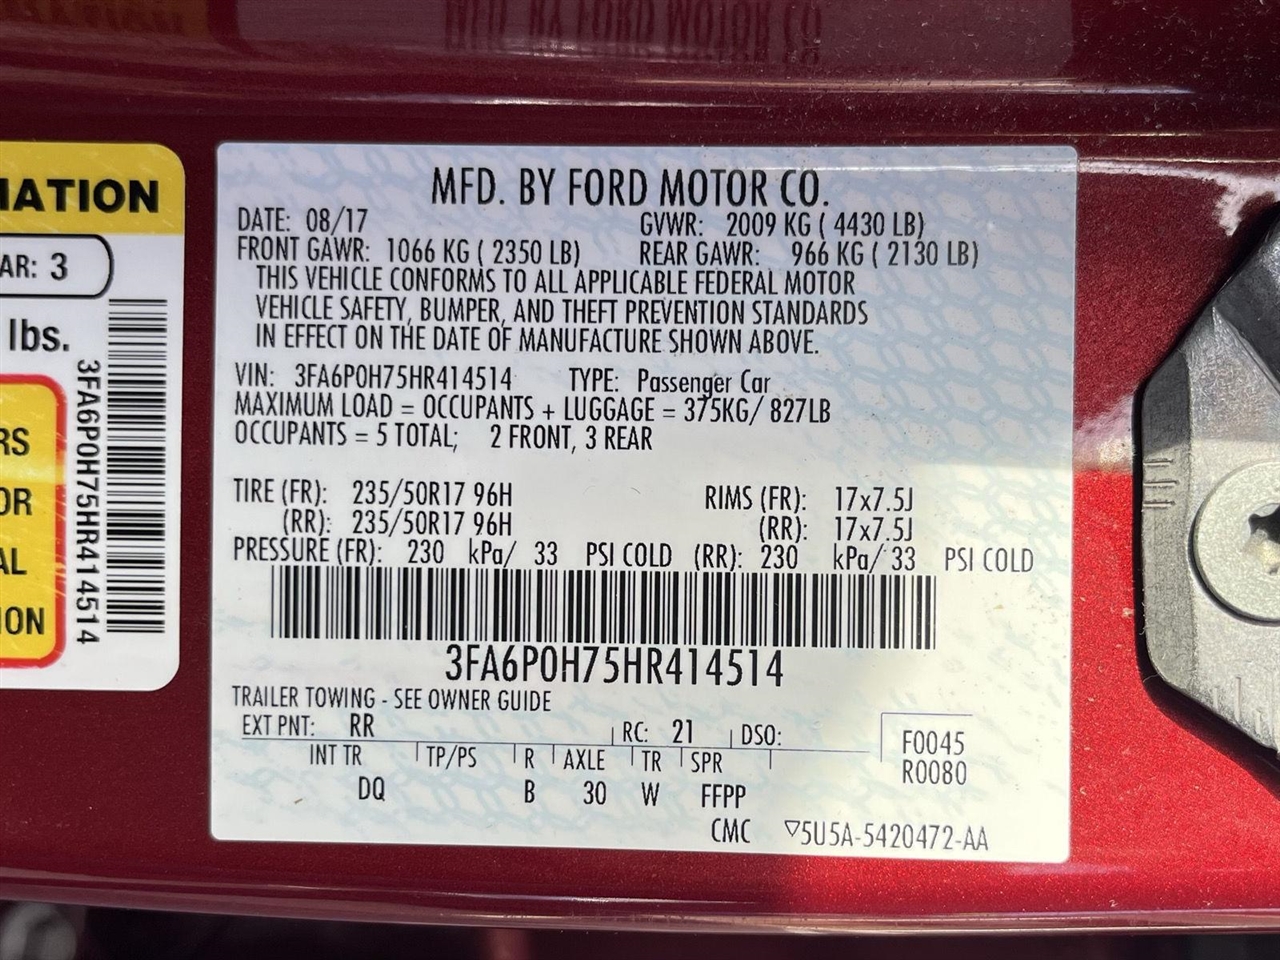 MFD. BY FORD MOTOR CO
MATION
AR: 3
lbs.
RS
OR
AL
ION
3FA6P0H75HR414514
MFD. BY FORD MOTOR CO.
DATE: 08/17 GVWR: 2009 KG ( 4430 LB)
FRONT GAWR: 1066 KG ( 2350 LB) REAR GAWR: 966 KG ( 2130 LB)
THIS VEHICLE CONFORMS TO ALL APPLICABLE FEDERAL MOTOR
VEHICLE SAFETY, BUMPER, AND THEFT PREVENTION STANDARDS
IN EFFECT ON THE DATE OF MANUFACTURE SHOWN ABOVE.
VIN: 3FA6P0H75HR414514 TYPE: Passenger Car
MAXIMUM LOAD = OCCUPANTS + LUGGAGE = 375KG/ 827LB
OCCUPANTS = 5 TOTAL; 2 FRONT, 3 REAR
TIRE (FR): 235/50R17 96H RIMS (FR): 17x7.5J
(RR): 235/50R17 96H (RR): 17x7.5J
PRESSURE (FR): 230 kPa/ 33 PSI COLD (RR): 230 kPa/ 33 PSI COLD
3FA6P0H75HR414514
TRAILER TOWING - SEE OWNER GUIDE
EXT PNT: RR RC: 21 DSO:
INT TR TP/PS R AXLE TR SPR
DQ B 30 W FFPP
F0045
R0080
CMC ▽5U5A-5420472-AA